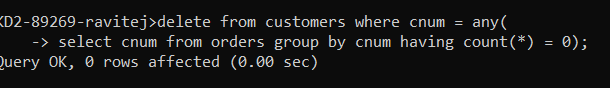 KD2-89269-ravitej>delete from customers where cnum = any(
-> select cnum from orders group by cnum having count(*) = 0);
Query OK, 0 rows affected (0.00 sec)